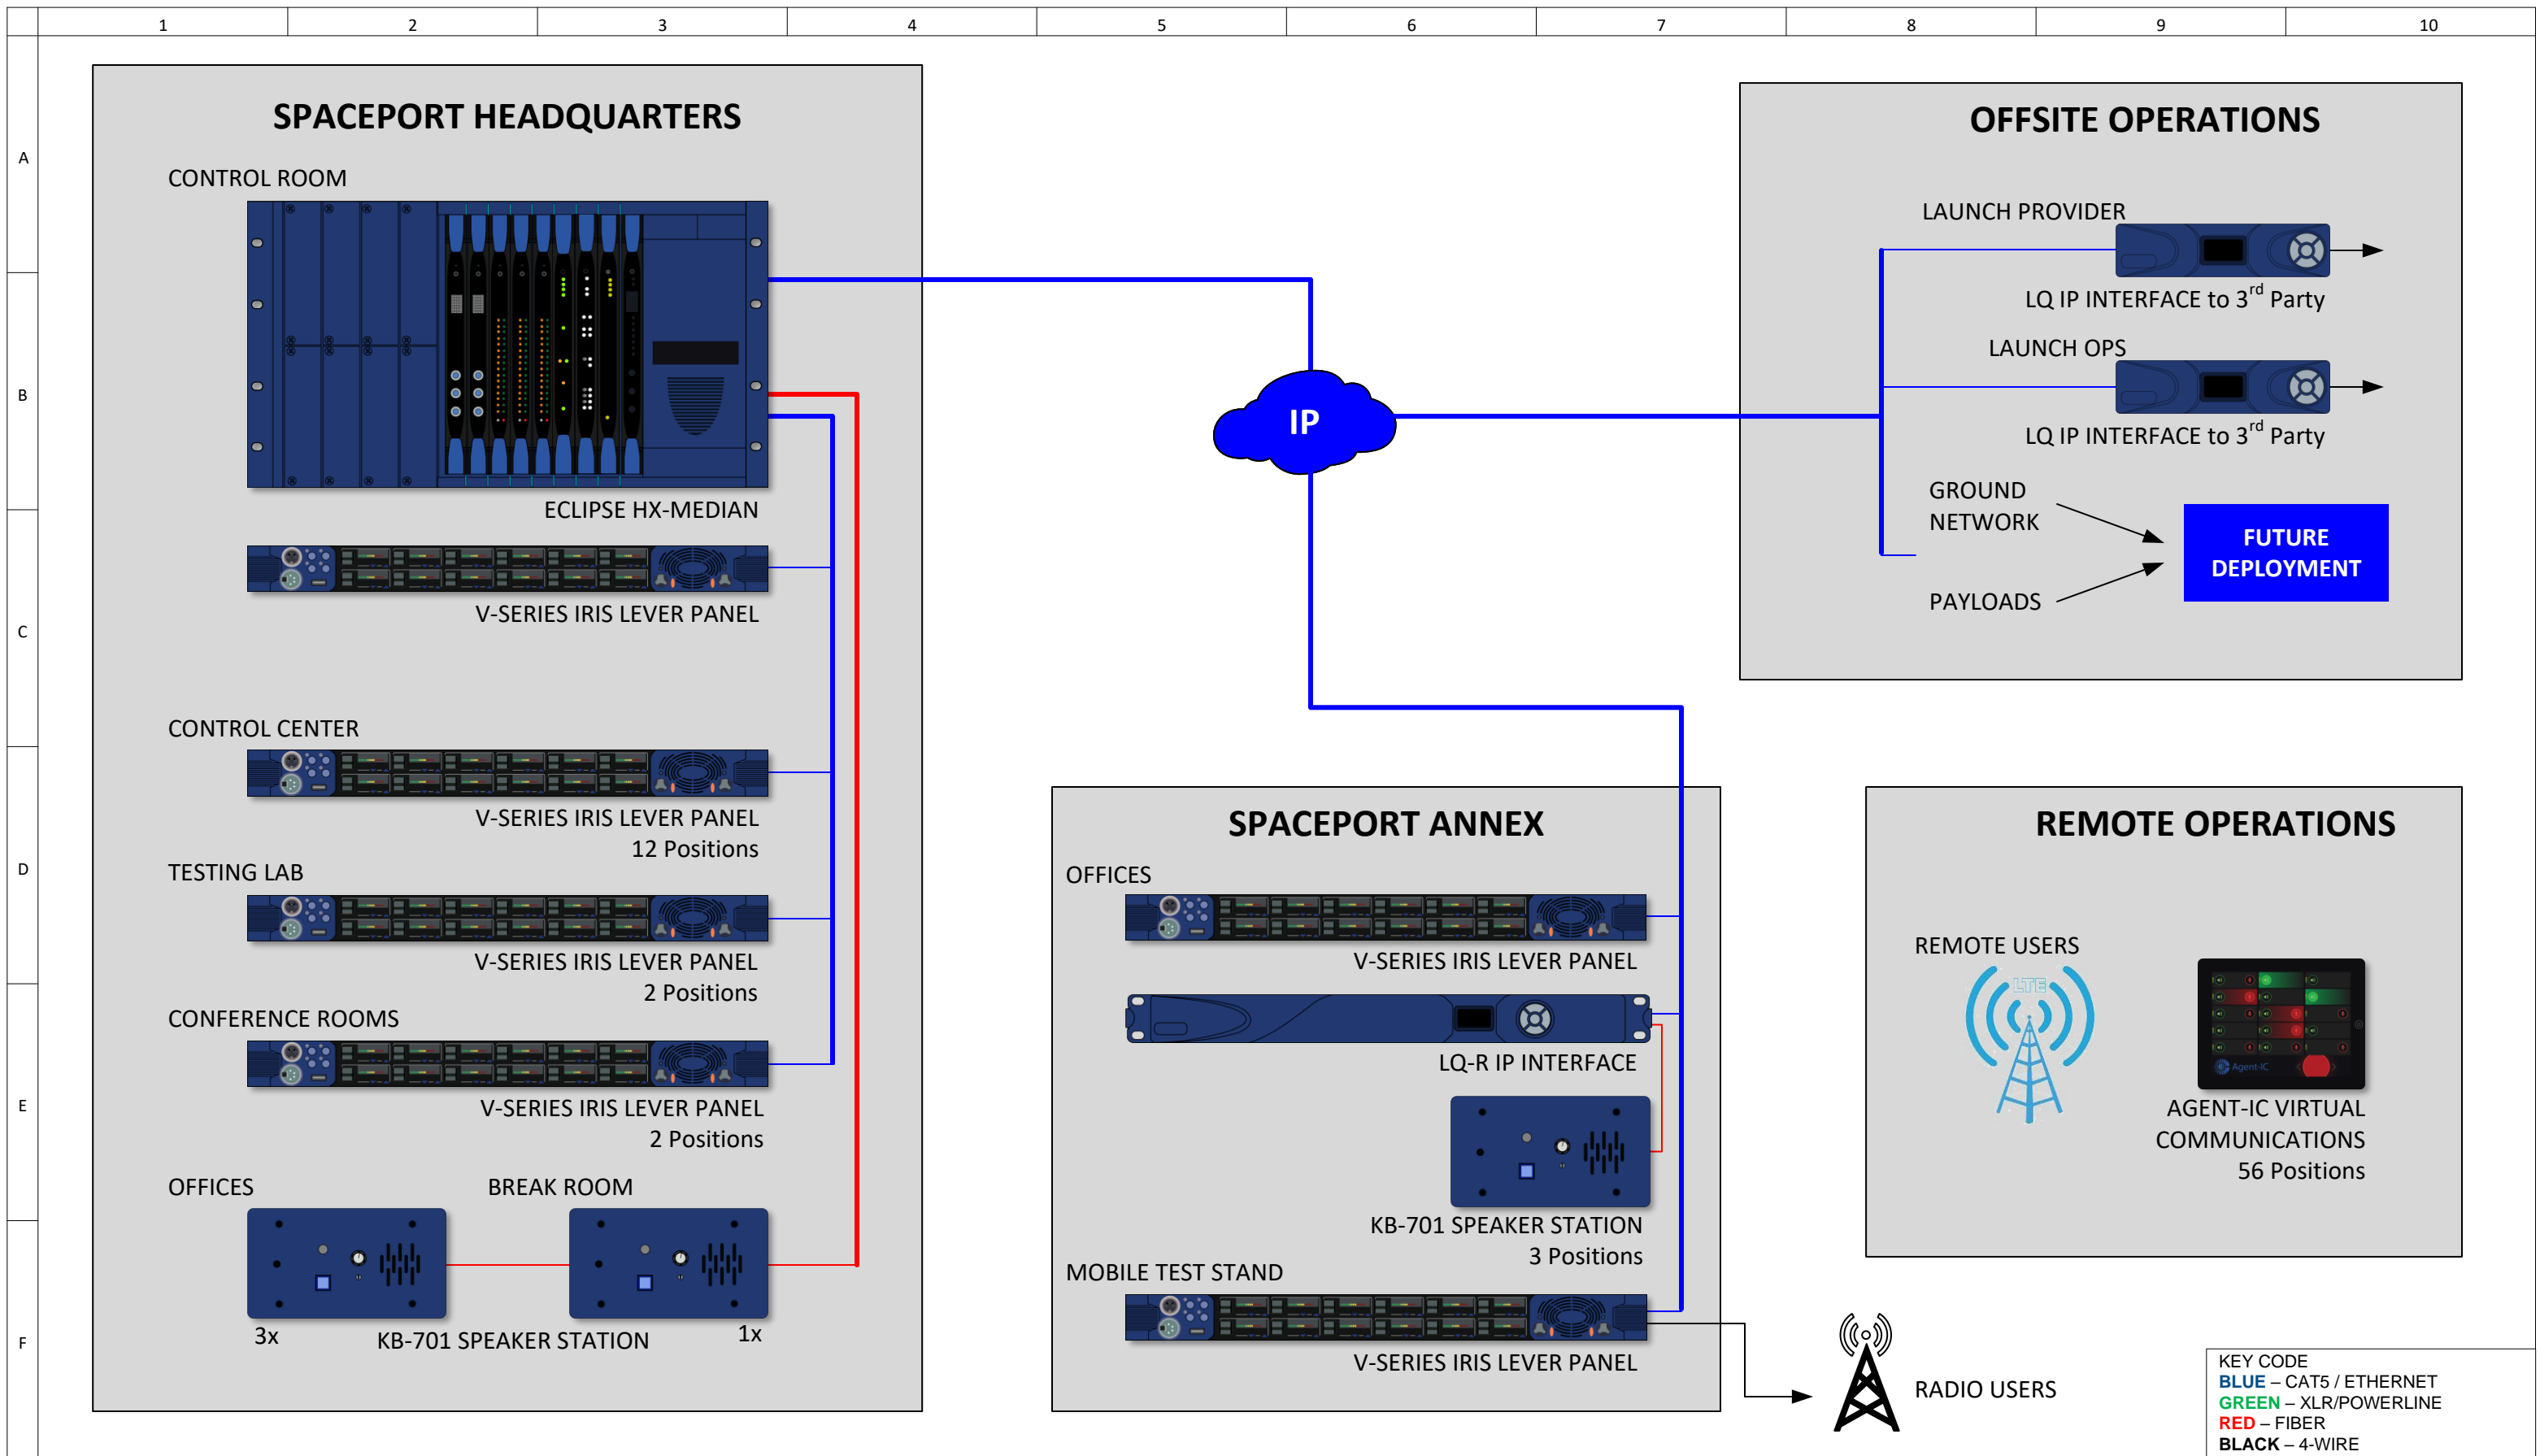 1 2 3 4 5 6 7 8 9 10
A
B
C
D
E
F
SPACEPORT HEADQUARTERS
CONTROL ROOM
ECLIPSE HX-MEDIAN
V-SERIES IRIS LEVER PANEL
CONTROL CENTER
V-SERIES IRIS LEVER PANEL
12 Positions
TESTING LAB
V-SERIES IRIS LEVER PANEL
2 Positions
CONFERENCE ROOMS
V-SERIES IRIS LEVER PANEL
2 Positions
OFFICES
BREAK ROOM
3x
KB-701 SPEAKER STATION
1x
IP
OFFSITE OPERATIONS
LAUNCH PROVIDER
LQ IP INTERFACE to 3rd Party
LAUNCH OPS
LQ IP INTERFACE to 3rd Party
GROUND
NETWORK
PAYLOADS
FUTURE
DEPLOYMENT
SPACEPORT ANNEX
OFFICES
V-SERIES IRIS LEVER PANEL
LQ-R IP INTERFACE
KB-701 SPEAKER STATION
3 Positions
MOBILE TEST STAND
V-SERIES IRIS LEVER PANEL
RADIO USERS
REMOTE OPERATIONS
REMOTE USERS
LTE
Agent-IC
AGENT-IC VIRTUAL
COMMUNICATIONS
56 Positions
KEY CODE
BLUE – CAT5 / ETHERNET
GREEN – XLR/POWERLINE
RED – FIBER
BLACK – 4-WIRE